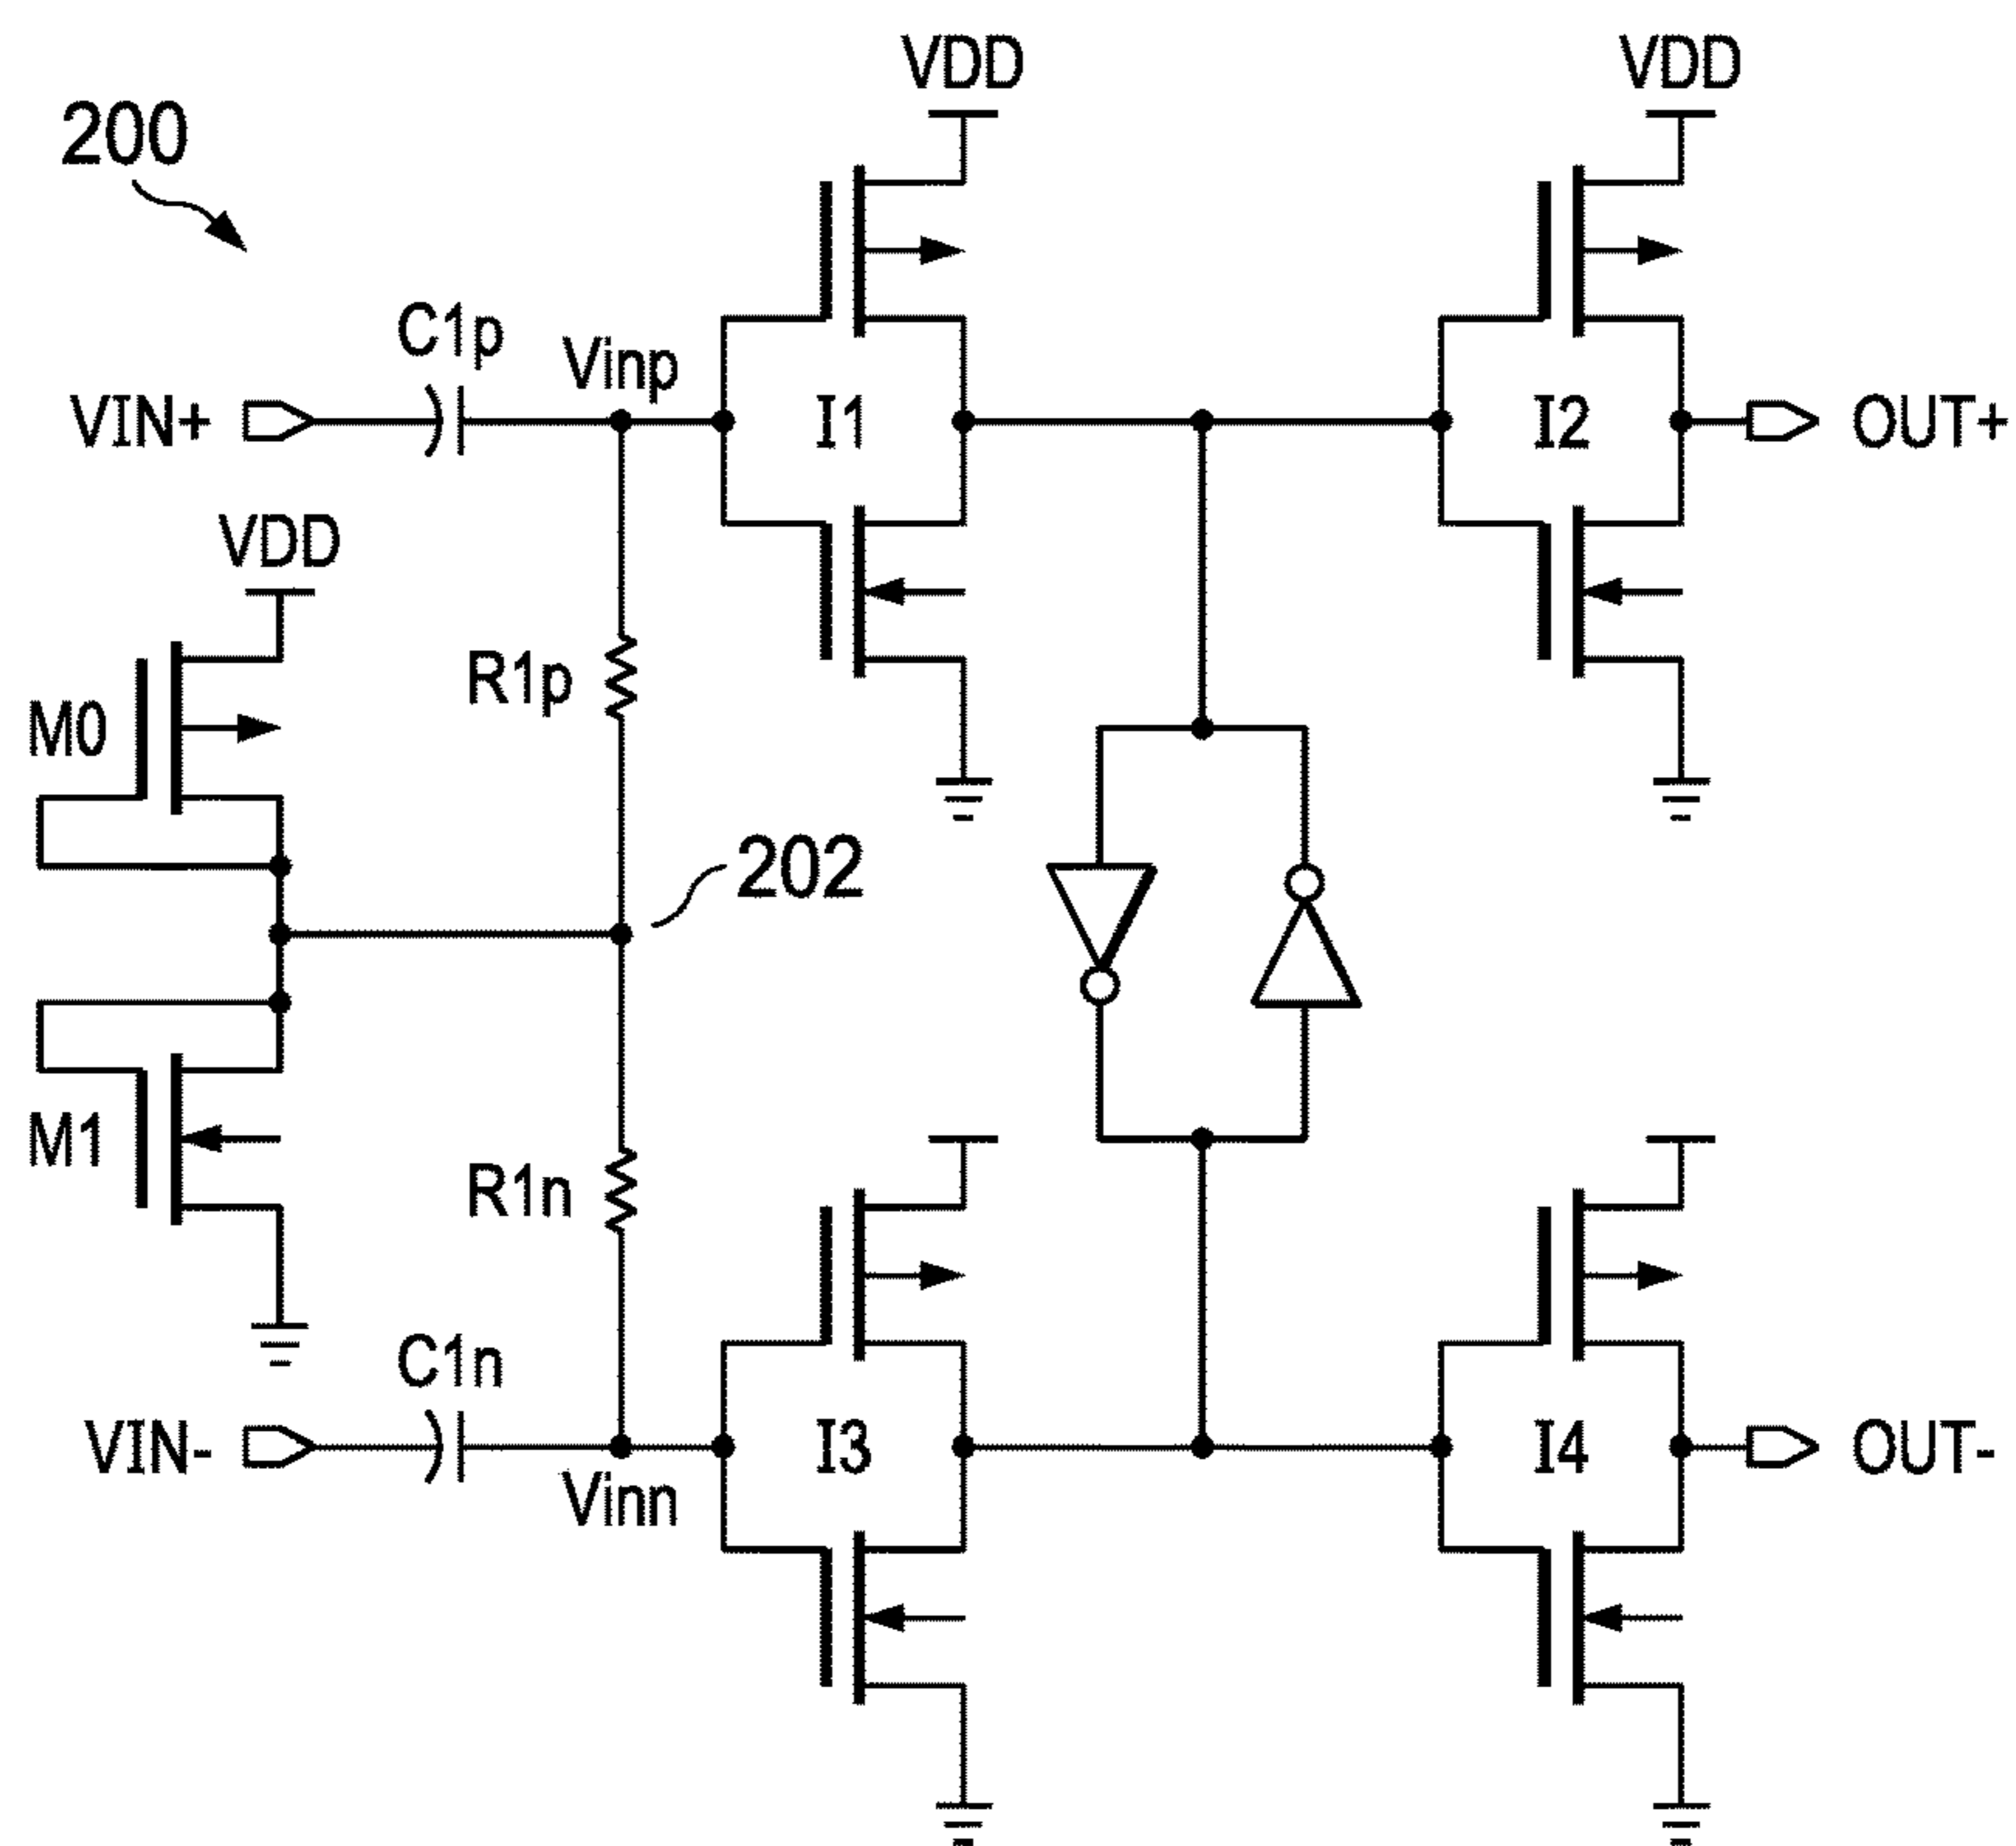 VDD
VDD
200
C1p
Vinp
VIN+
I1
I2
OUT+
VDD
R1p
M0
202
M1
R1n
C1n
VIN-
I3
I4
OUT-
Vinn